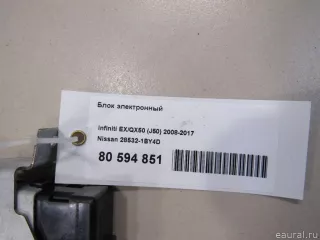 Блок электронный
Infiniti EX/QX50 (J50) 2008-2017
Nissan 28532-1BY4D
80 594 851
eaural.ru